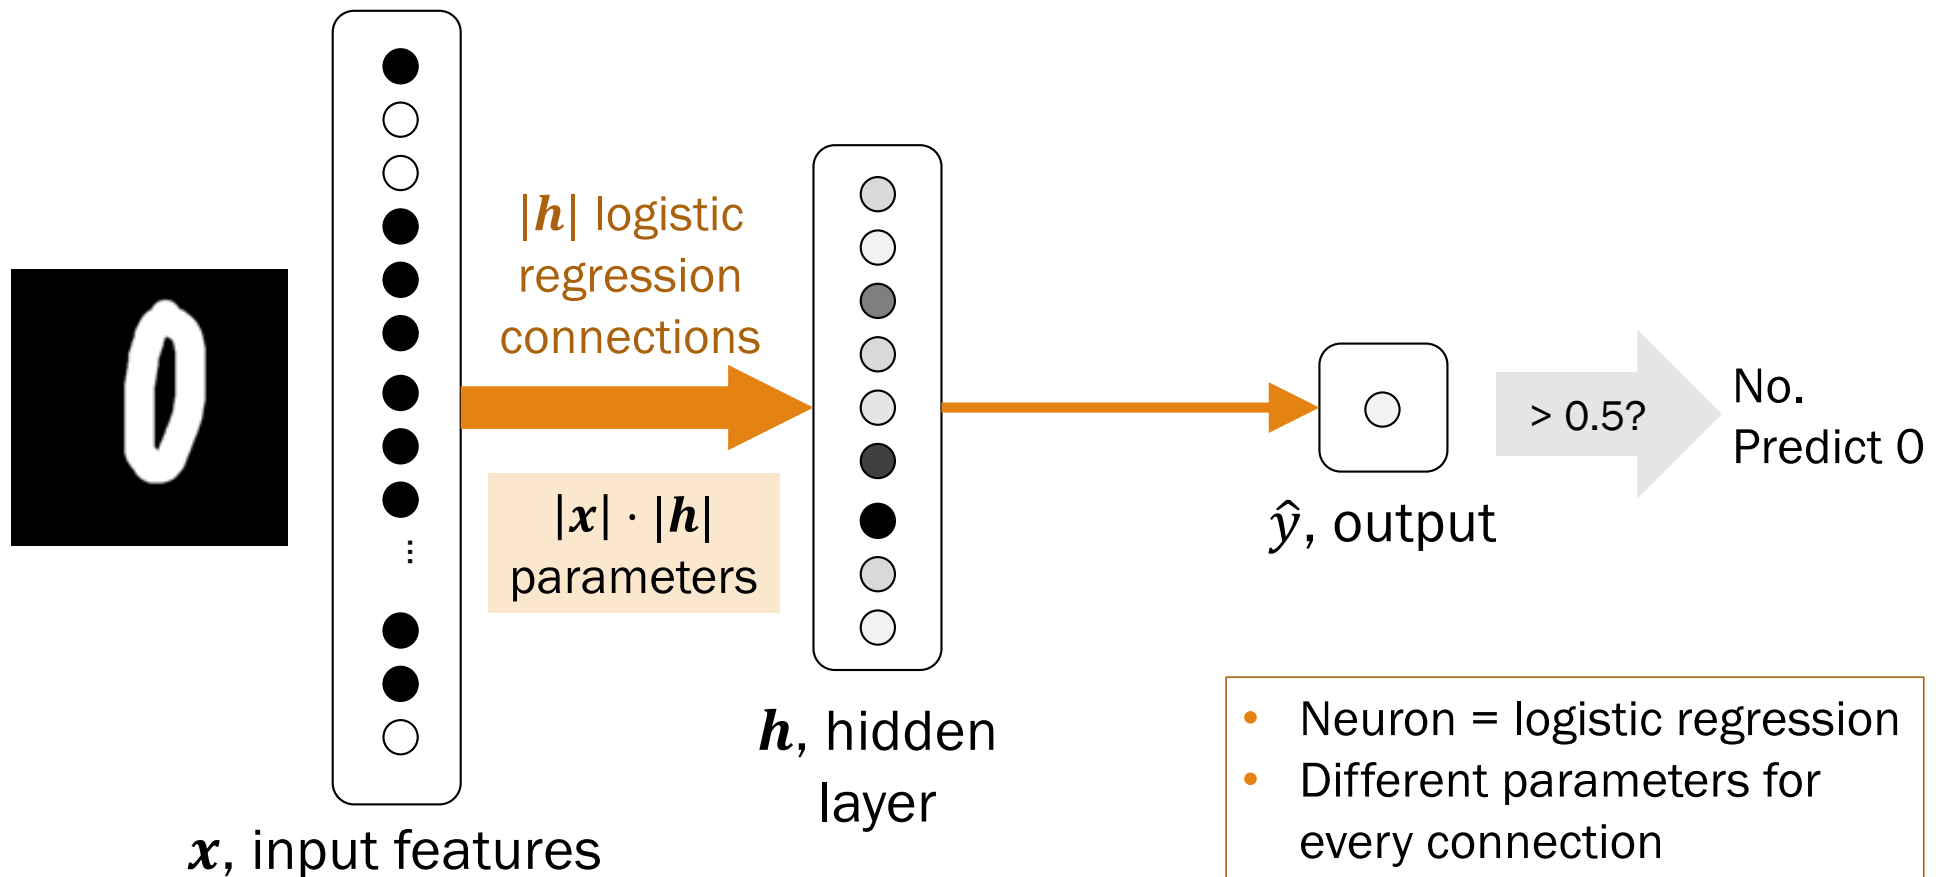 |h| logistic
regression
connections
|x| · |h|
parameters
⋮
x, input features
h, hidden
layer
ŷ, output
> 0.5?
No.
Predict 0
• Neuron = logistic regression
• Different parameters for
every connection